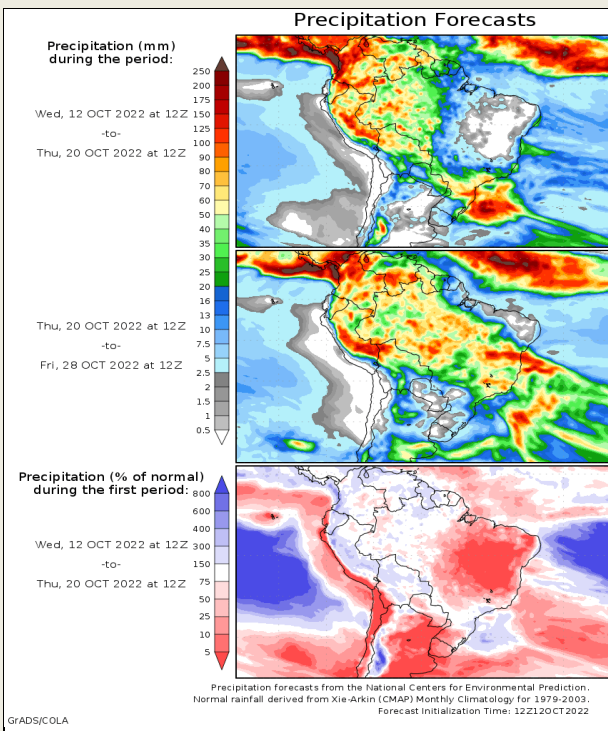 Precipitation Forecasts
Precipitation (mm)
during the period:
Wed, 12 OCT 2022 at 12Z
-to-
Thu, 20 OCT 2022 at 12Z
250
200
175
150
125
100
90
80
70
60
50
40
35
30
25
20
16
13
10
7.5
5
2.5
2
1.5
1
0.5
Thu, 20 OCT 2022 at 12Z
-to-
Fri, 28 OCT 2022 at 12Z
Precipitation (% of normal)
during the first period:
Wed, 12 OCT 2022 at 12Z
-to-
Thu, 20 OCT 2022 at 12Z
800
600
400
300
150
75
50
25
10
5
Precipitation forecasts from the National Centers for Environmental Prediction.
Normal rainfall derived from Xie-Arkin (CMAP) Monthly Climatology for 1979-2003.
Forecast Initialization Time: 12Z12OCT2022
GrADS/COLA